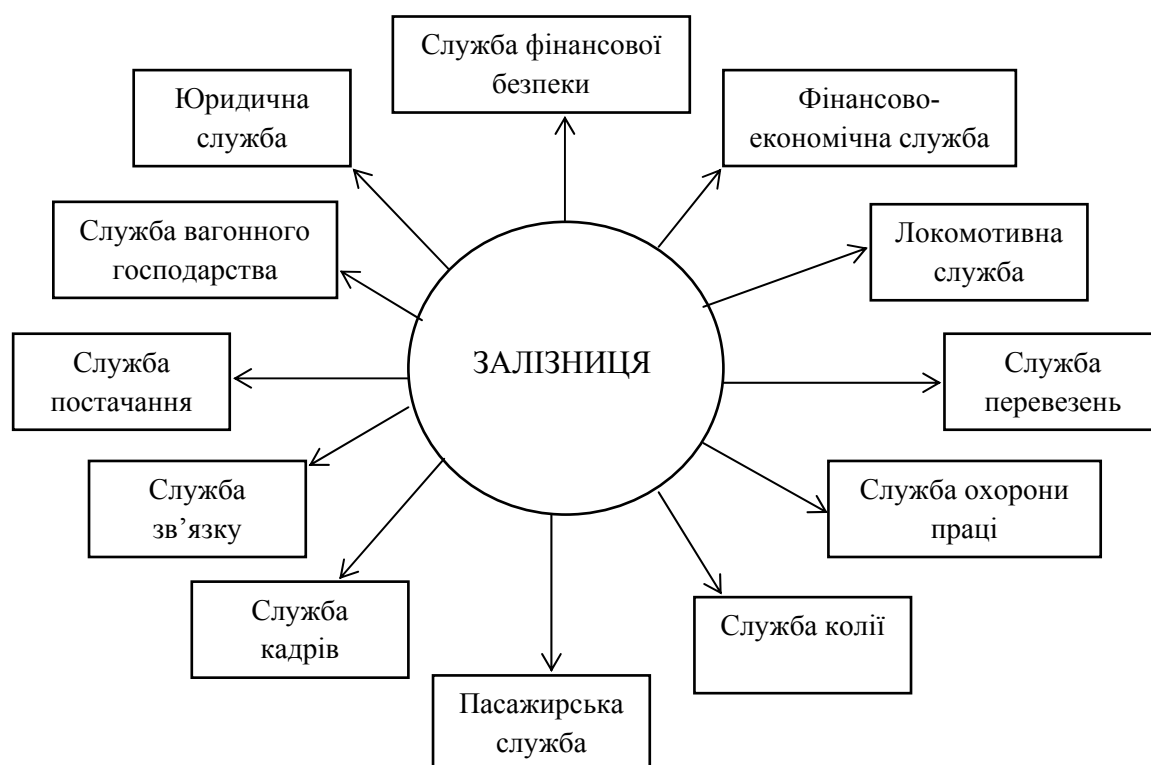 Служба фінансової
безпеки
Юридична
служба
Фінансово-
економічна служба
Служба вагонного
господарства
Локомотивна
служба
ЗАЛІЗНИЦЯ
Служба
постачання
Служба
перевезень
Служба
зв’язку
Служба охорони
праці
Служба
кадрів
Служба колії
Пасажирська
служба